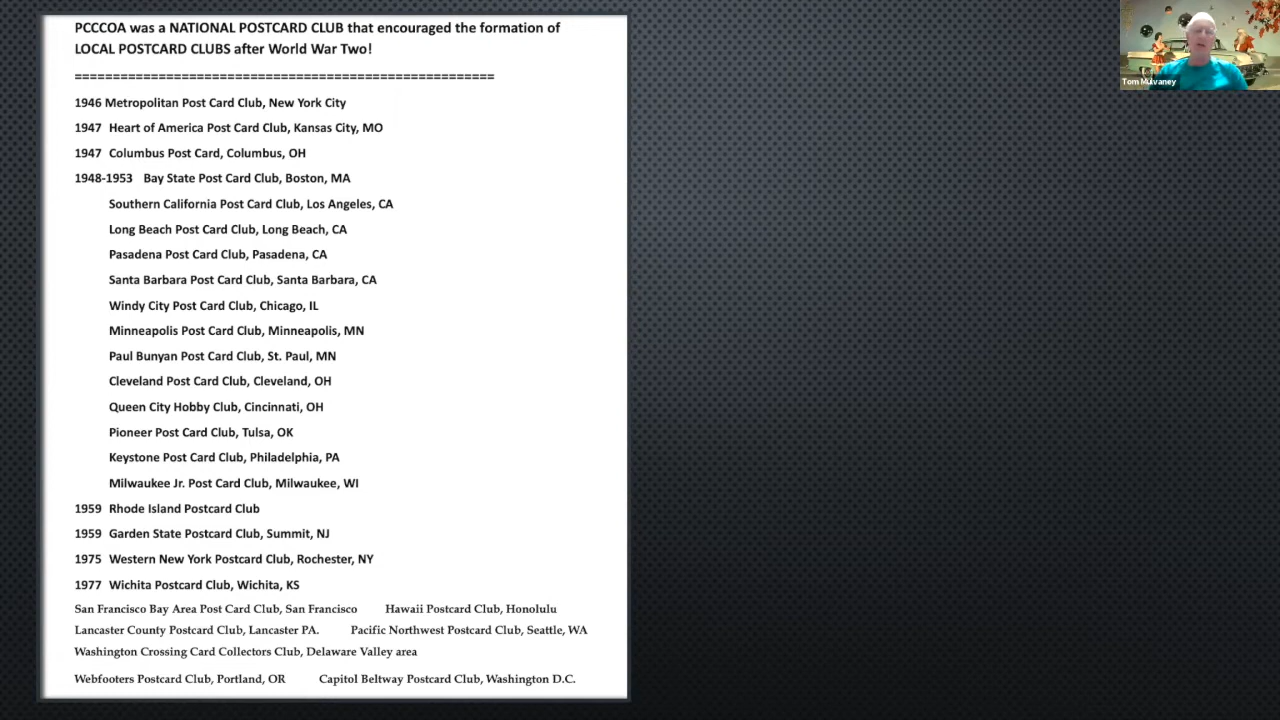 PCCCOA was a NATIONAL POSTCARD CLUB that encouraged the formation of
LOCAL POSTCARD CLUBS after World War Two!
=======================================================
1946 Metropolitan Post Card Club, New York City
1947 Heart of America Post Card Club, Kansas City, MO
1947 Columbus Post Card, Columbus, OH
1948-1953 Bay State Post Card Club, Boston, MA
Southern California Post Card Club, Los Angeles, CA
Long Beach Post Card Club, Long Beach, CA
Pasadena Post Card Club, Pasadena, CA
Santa Barbara Post Card Club, Santa Barbara, CA
Windy City Post Card Club, Chicago, IL
Minneapolis Post Card Club, Minneapolis, MN
Paul Bunyan Post Card Club, St. Paul, MN
Cleveland Post Card Club, Cleveland, OH
Queen City Hobby Club, Cincinnati, OH
Pioneer Post Card Club, Tulsa, OK
Keystone Post Card Club, Philadelphia, PA
Milwaukee Jr. Post Card Club, Milwaukee, WI
1959 Rhode Island Postcard Club
1959 Garden State Postcard Club, Summit, NJ
1975 Western New York Postcard Club, Rochester, NY
1977 Wichita Postcard Club, Wichita, KS
San Francisco Bay Area Post Card Club, San Francisco Hawaii Postcard Club, Honolulu
Lancaster County Postcard Club, Lancaster PA. Pacific Northwest Postcard Club, Seattle, WA
Washington Crossing Card Collectors Club, Delaware Valley area
Webfooters Postcard Club, Portland, OR Capitol Beltway Postcard Club, Washington D.C.
Tom Mulvaney